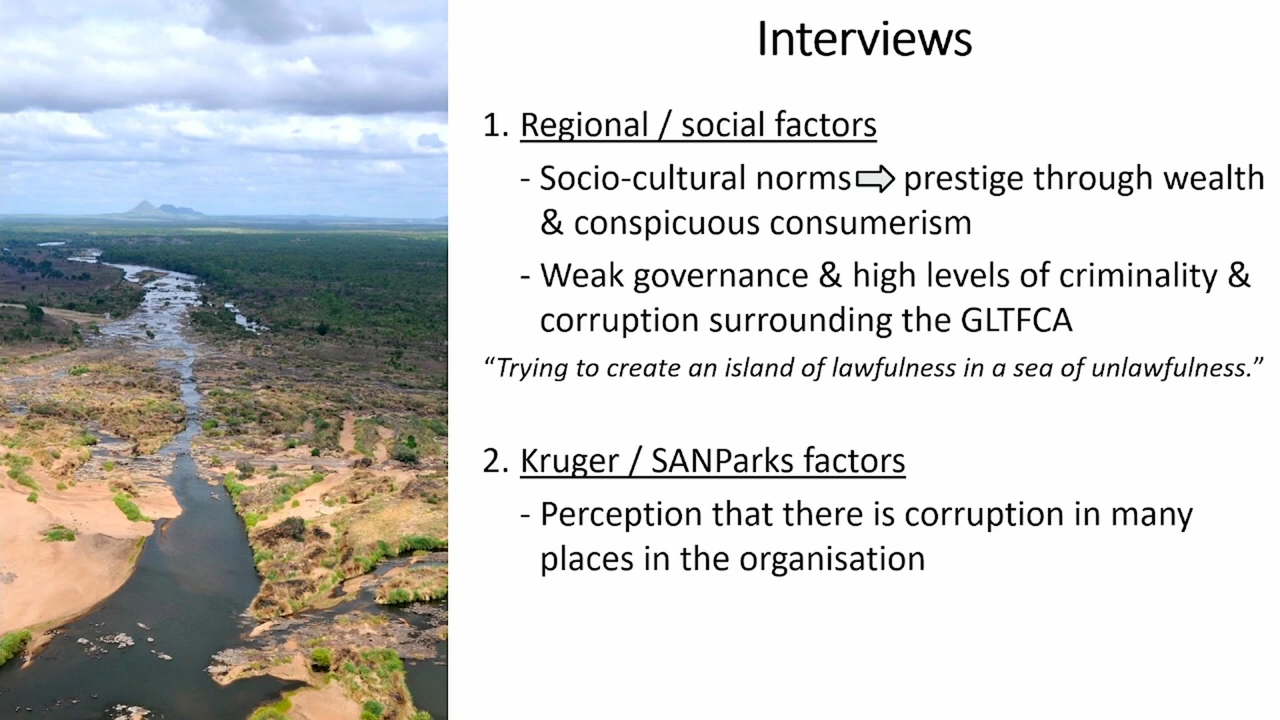 Interviews
1. Regional / social factors
- Socio-cultural norms ⇨ prestige through wealth
& conspicuous consumerism
- Weak governance & high levels of criminality &
corruption surrounding the GLTFCA
“Trying to create an island of lawfulness in a sea of unlawfulness.”
2. Kruger / SANParks factors
- Perception that there is corruption in many
places in the organisation